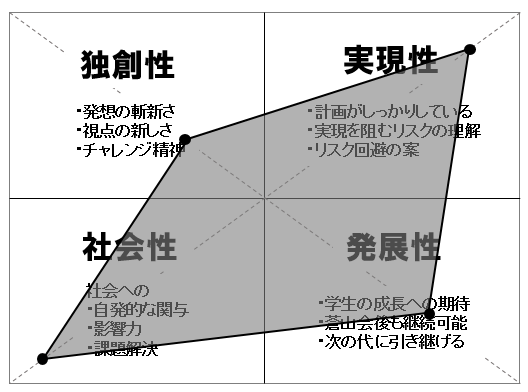 独創性
・発想の斬新さ
・視点の新しさ
・チャレンジ精神
実現性
・計画がしっかりしている
・実現を阻むリスクの理解
・リスク回避の案
社会性
社会への
・自発的な関与
・影響力
・課題解決
発展性
・学生の成長への期待
・蒼山会後も継続可能
・次の代に引き継げる